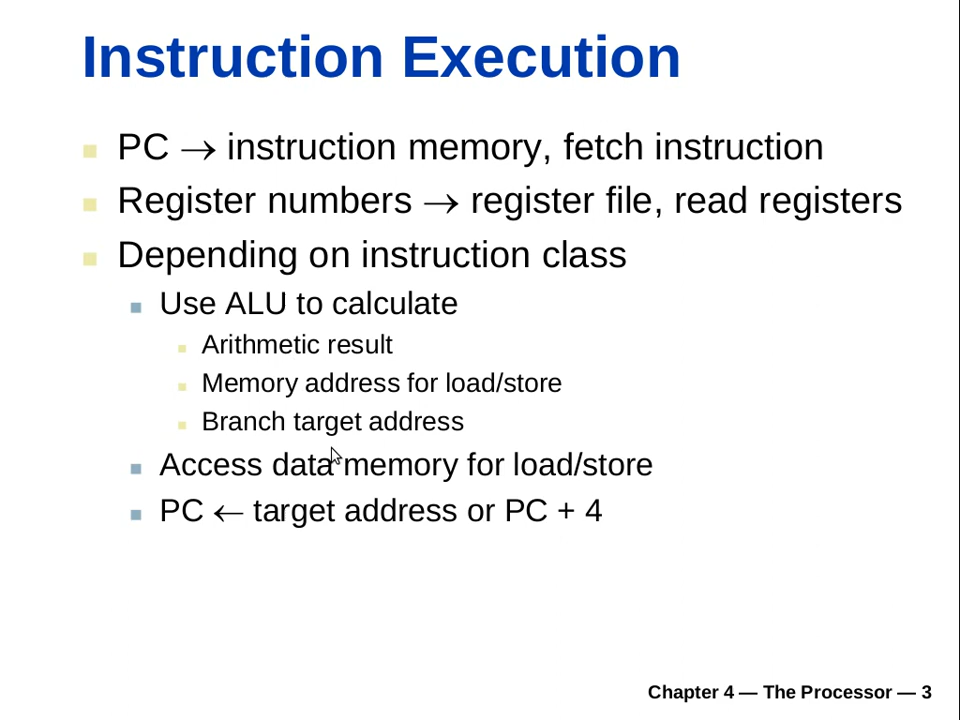 Instruction Execution
PC → instruction memory, fetch instruction
Register numbers → register file, read registers
Depending on instruction class
Use ALU to calculate
Arithmetic result
Memory address for load/store
Branch target address
Access data memory for load/store
PC ← target address or PC + 4
Chapter 4 — The Processor — 3